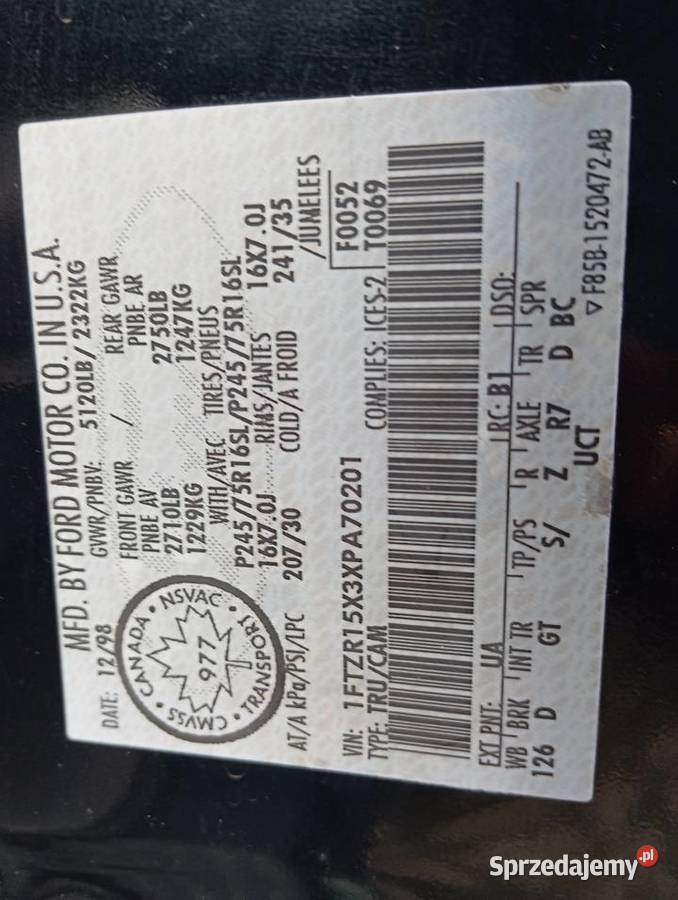 MFD. BY FORD MOTOR CO. IN U.S.A.
DATE: 12/98
GVWR/PNBV: 5120LB/ 2322KG
FRONT GAWR / REAR GAWR
PNBE AV PNBE AR
2710LB 2750LB
1229KG 1247KG
WITH/AVEC TIRES/PNEUS
P245/75R16SL/P245/75R16SL
RIMS/JANTES
16X7.0J 16X7.0J
AT/A kPa/PSI/LPC 207/30 COLD/A FROID 241/35
/JUMELEES
CANADA • NSVAC • TRANSPORT • CMVSS •
977
VIN: 1FTZR15X3XPA70201
F0052
TYPE: TRU/CAM COMPLIES: ICES-2 T0069
EXT PNT: UA RC: B1 DSO:
WB BRK INT TR TP/PS R AXLE TR SPR
126 D GT S/ Z R7 D BC
UCT
▽ F85B-1520472-AB
Sprzedajemy.pl